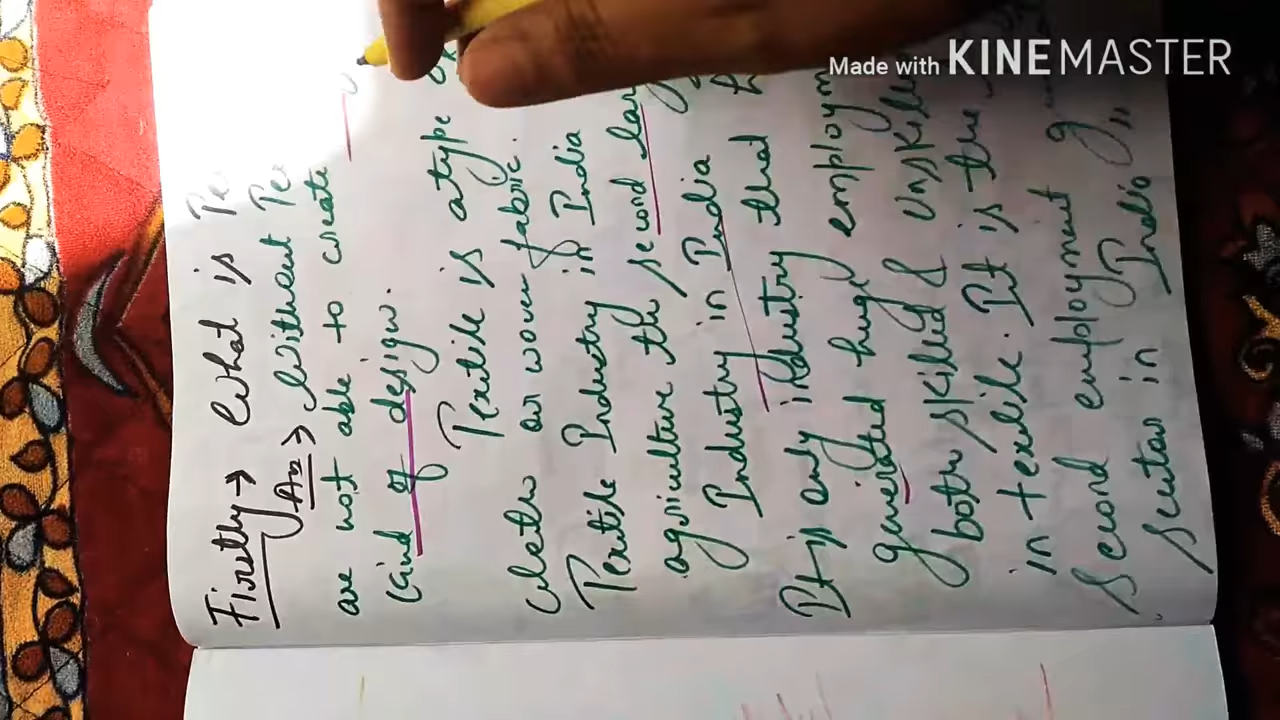 Made with KINEMASTER
Firstly → What is Te
Ans → Without Te
are not able to create
kind of design.
Textile is atype
cloth or woven fabric.
Textile Industry in India
agriculture the second lar
Industry in India
It is only industry that
generated huge employm
both skilled & unskille
in textile. It is the
second employment
sector in India